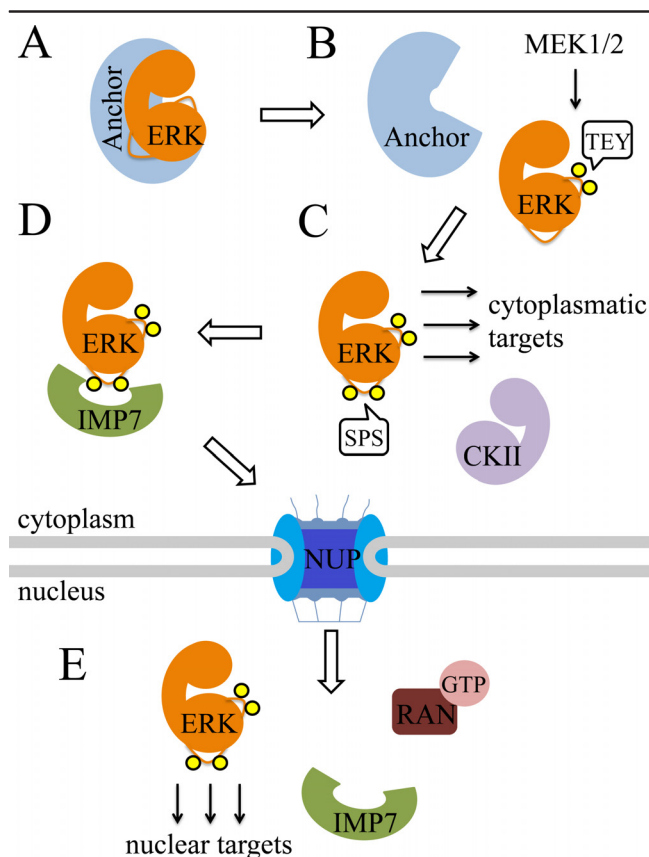 A
Anchor
ERK
B
Anchor
MEK1/2
TEY
ERK
D
ERK
IMP7
C
ERK
SPS
cytoplasmatic
targets
CKII
cytoplasm
NUP
nucleus
E
ERK
nuclear targets
GTP
RAN
IMP7